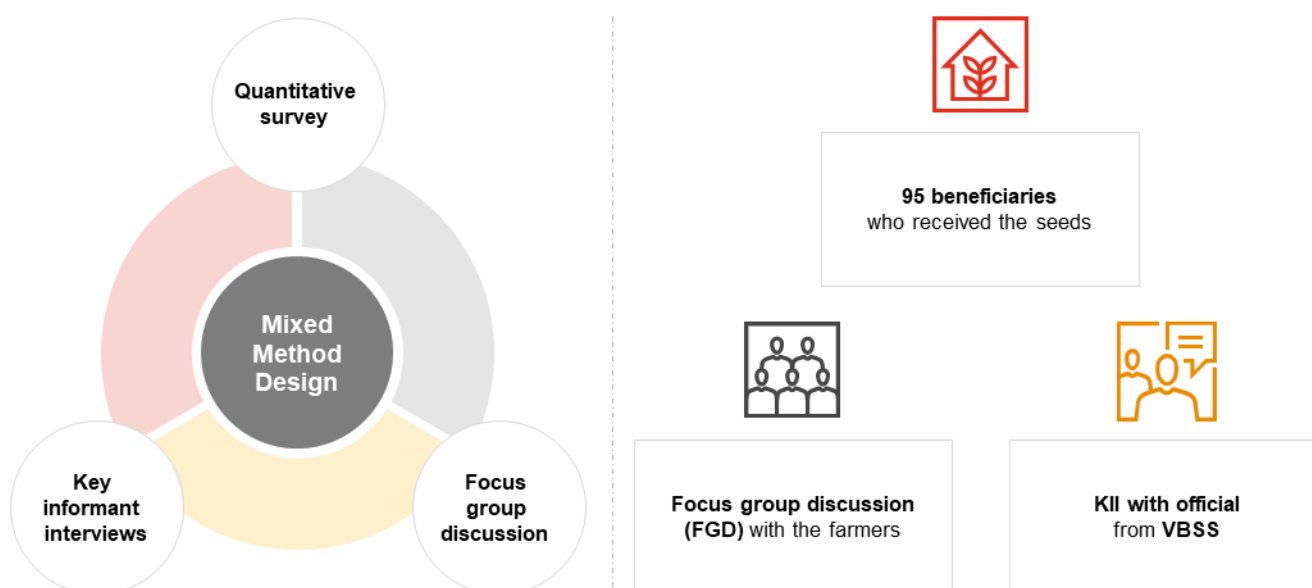 Quantitative
survey
Mixed
Method
Design
Key
informant
interviews
Focus
group
discussion
95 beneficiaries
who received the seeds
Focus group discussion
(FGD) with the farmers
KII with official
from VBSS